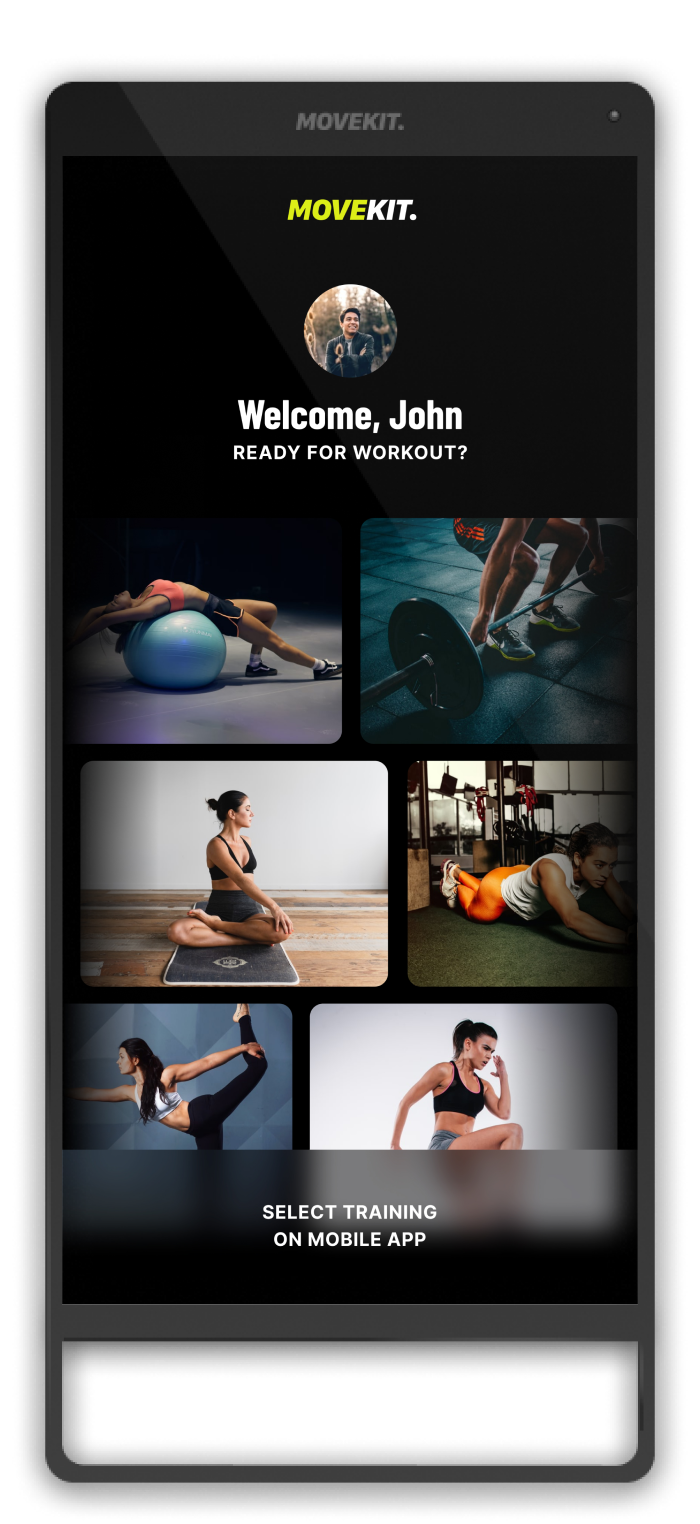 MOVEKIT.
MOVEKIT.
Welcome, John
READY FOR WORKOUT?
SELECT TRAINING
ON MOBILE APP